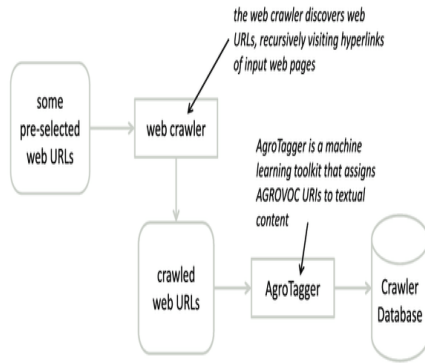 the web crawler discovers web
URLs, recursively visiting hyperlinks
of input web pages
some
pre-selected
web URLs
web crawler
AgroTagger is a machine
learning toolkit that assigns
AGROVOC URIs to textual
content
crawled
web URLs
AgroTagger
Crawler
Database